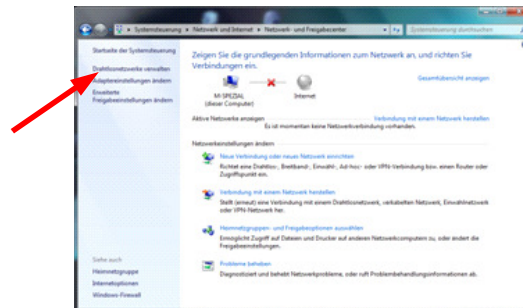 Systemsteuerung ▸ Netzwerk und Internet ▸ Netzwerk- und Freigabecenter
Systemsteuerung durchsuchen
Startseite der Systemsteuerung
Drahtlosnetzwerke verwalten
Adaptereinstellungen ändern
Erweiterte
Freigabeeinstellungen ändern
Zeigen Sie die grundlegenden Informationen zum Netzwerk an, und richten Sie
Verbindungen ein.
Gesamtübersicht anzeigen
MI-SPEZIAL
(dieser Computer)
Internet
Aktive Netzwerke anzeigen
Verbindung mit einem Netzwerk herstellen
Es ist momentan keine Netzwerkverbindung vorhanden.
Netzwerkeinstellungen ändern
Neue Verbindung oder neues Netzwerk einrichten
Richtet eine Drahtlos-, Breitband-, Einwähl-, Ad-hoc- oder VPN-Verbindung bzw. einen Router oder
Zugriffspunkt ein.
Verbindung mit einem Netzwerk herstellen
Stellt (erneut) eine Verbindung mit einem Drahtlosnetzwerk, verkabelten Netzwerk, Einwählnetzwerk
oder VPN-Netzwerk her.
Heimnetzgruppen- und Freigabeoptionen auswählen
Ermöglicht Zugriff auf Dateien und Drucker auf anderen Netzwerkcomputern zu, oder ändert die
Freigabeeinstellungen.
Probleme beheben
Diagnostiziert und behebt Netzwerkprobleme, oder ruft Problembehandlungsinformationen ab.
Siehe auch
Heimnetzgruppe
Internetoptionen
Windows-Firewall